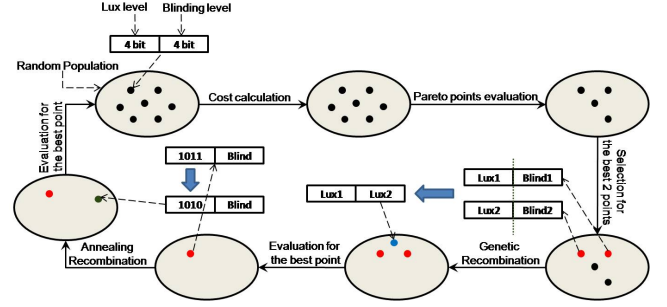 Lux level
Blinding level
4 bit
4 bit
Random Population
Cost calculation
Pareto points evaluation
Evaluation for
the best point
Selection for
the best 2 points
1011
Blind
1010
Blind
Lux1
Lux2
Lux1
Blind1
Lux2
Blind2
Annealing
Recombination
Evaluation for
the best point
Genetic
Recombination